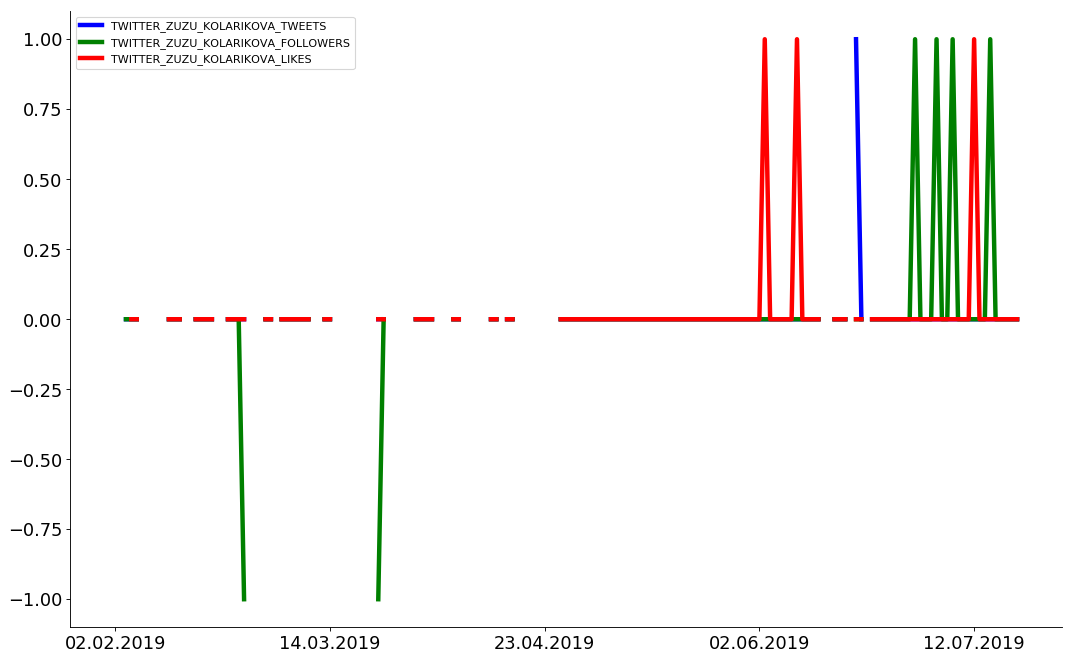 TWITTER_ZUZU_KOLARIKOVA_TWEETS
TWITTER_ZUZU_KOLARIKOVA_FOLLOWERS
TWITTER_ZUZU_KOLARIKOVA_LIKES
1.00
0.75
0.50
0.25
0.00
−0.25
−0.50
−0.75
−1.00
02.02.2019 14.03.2019 23.04.2019 02.06.2019 12.07.2019